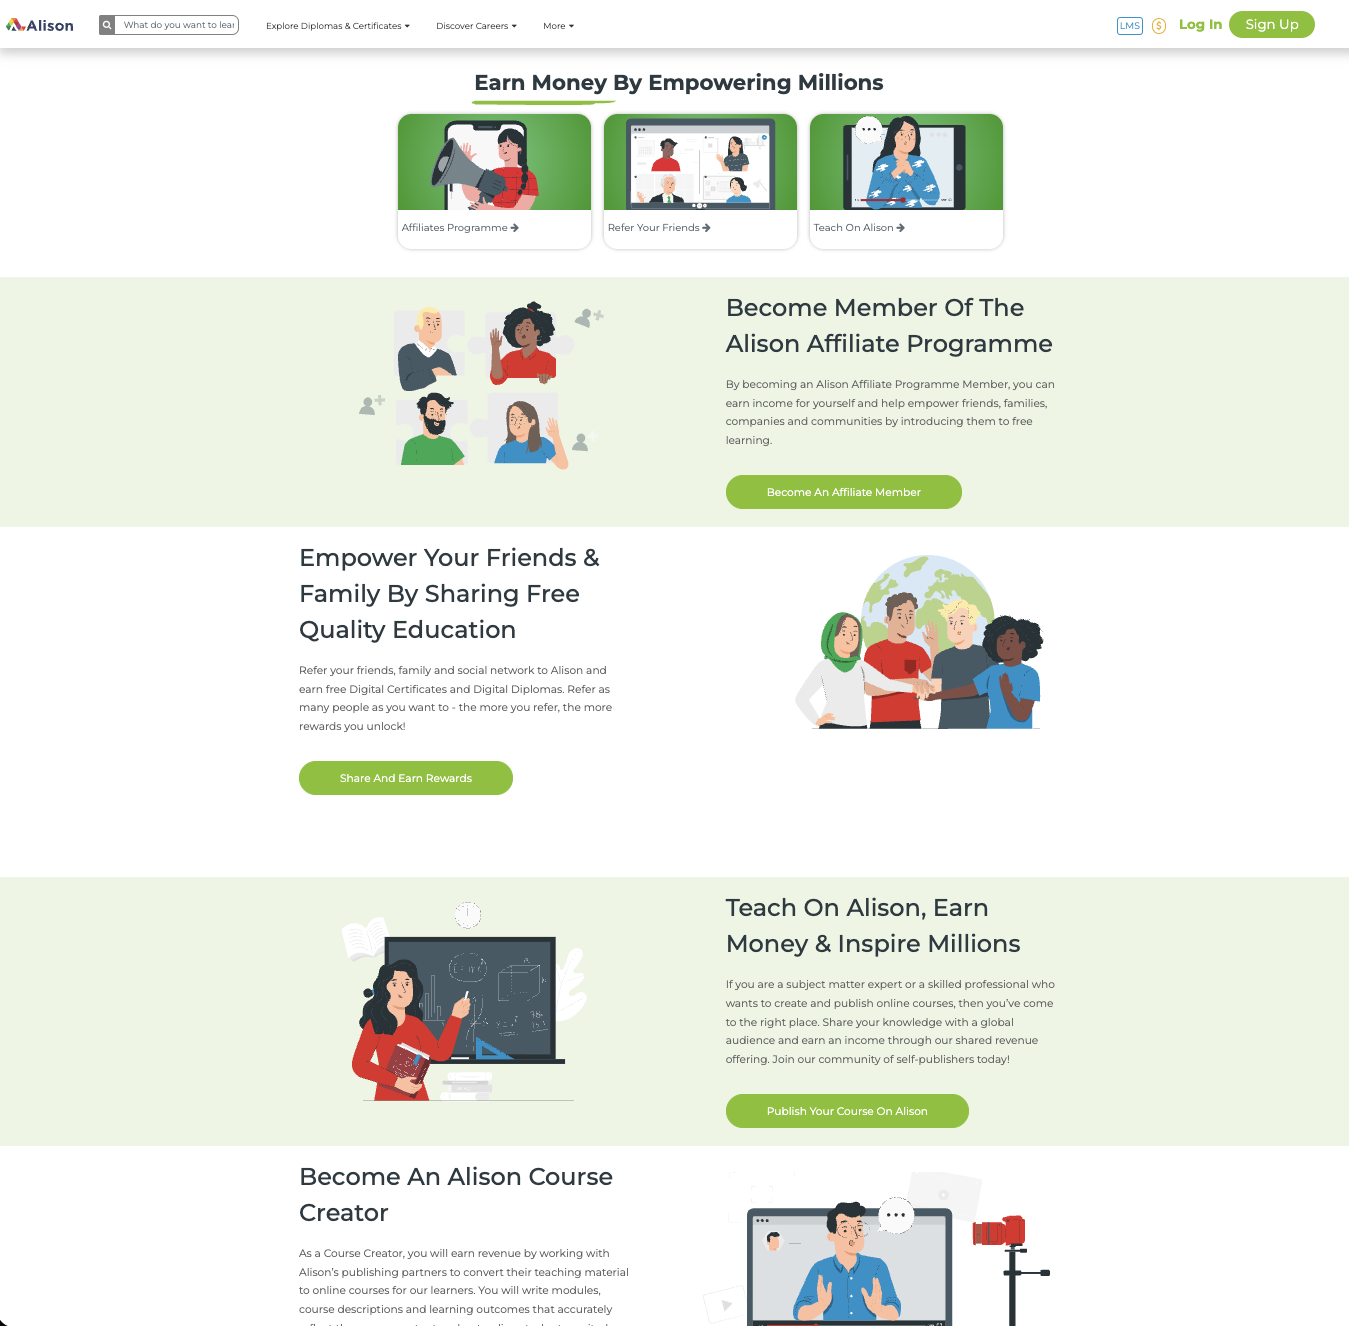 Alison
What do you want to lear
Explore Diplomas & Certificates
Discover Careers
More
LMS
$
Log In
Sign Up
Earn Money By Empowering Millions
Affiliates Programme
Refer Your Friends
Teach On Alison
Become Member Of The
Alison Affiliate Programme
By becoming an Alison Affiliate Programme Member, you can
earn income for yourself and help empower friends, families,
companies and communities by introducing them to free
learning.
Become An Affiliate Member
Empower Your Friends &
Family By Sharing Free
Quality Education
Refer your friends, family and social network to Alison and
earn free Digital Certificates and Digital Diplomas. Refer as
many people as you want to - the more you refer, the more
rewards you unlock!
Share And Earn Rewards
Teach On Alison, Earn
Money & Inspire Millions
If you are a subject matter expert or a skilled professional who
wants to create and publish online courses, then you’ve come
to the right place. Share your knowledge with a global
audience and earn an income through our shared revenue
offering. Join our community of self-publishers today!
Publish Your Course On Alison
Become An Alison Course
Creator
As a Course Creator, you will earn revenue by working with
Alison’s publishing partners to convert their teaching material
to online courses for our learners. You will write modules,
course descriptions and learning outcomes that accurately